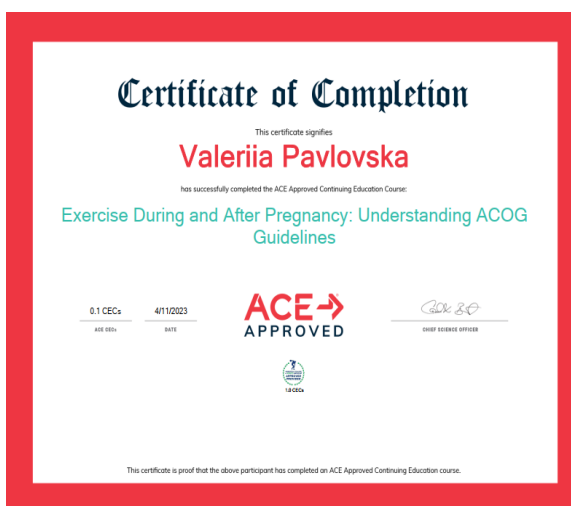 Certificate of Completion
This certificate signifies
Valeriia Pavlovska
has successfully completed the ACE Approved Continuing Education Course:
Exercise During and After Pregnancy: Understanding ACOG
Guidelines
0.1 CECs
4/11/2023
ACE CECs
DATE
ACE
APPROVED
CHIEF SCIENCE OFFICER
1.0 CECs
This certificate is proof that the above participant has completed an ACE Approved Continuing Education course.